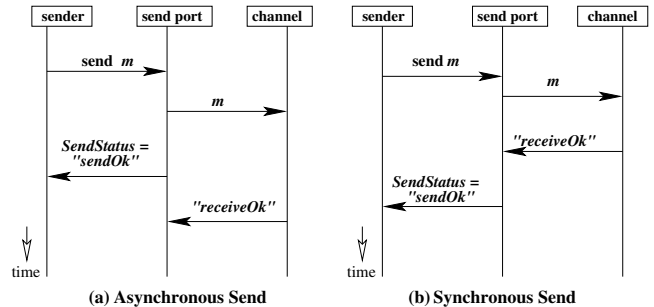 sender send port channel
send m
m
SendStatus =
"sendOk"
"receiveOk"
time
(a) Asynchronous Send
sender send port channel
send m
m
"receiveOk"
SendStatus =
"sendOk"
time
(b) Synchronous Send